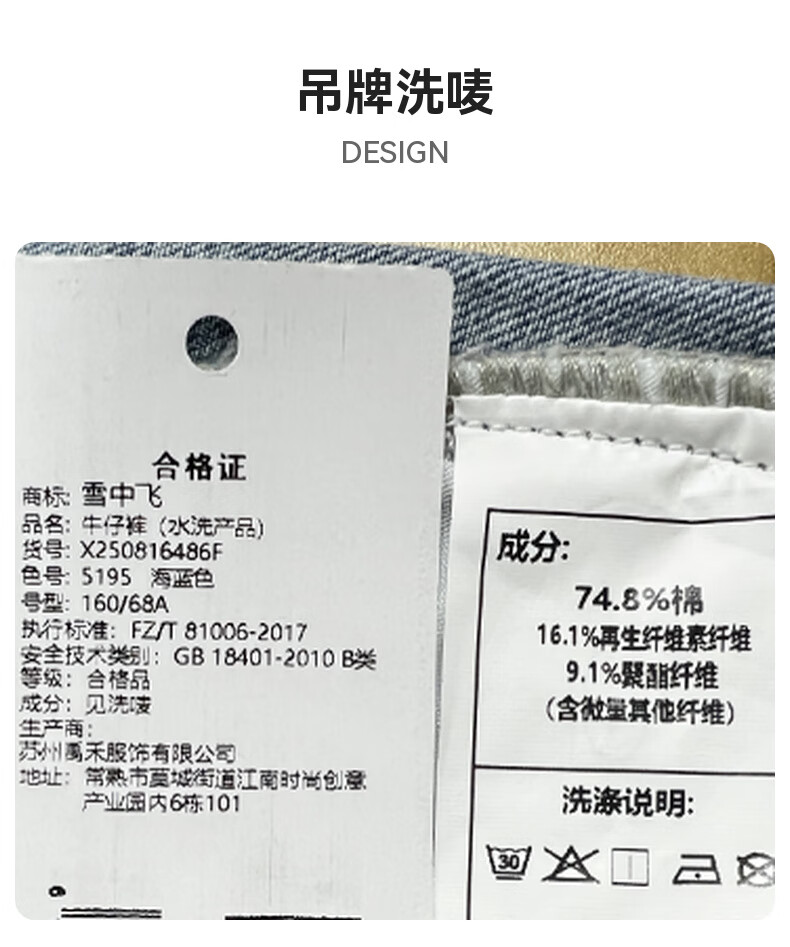 吊牌洗唛
DESIGN
合格证
商标: 雪中飞
品名: 牛仔裤 (水洗产品)
货号: X250816486F
色号: 5195 海蓝色
号型: 160/68A
执行标准: FZ/T 81006-2017
安全技术类别: GB 18401-2010 B类
等级: 合格品
成分: 见洗唛
生产商:
苏州禹禾服饰有限公司
地址: 常熟市莫城街道江南时尚创意
产业园内6栋101
成分:
74.8%棉
16.1%再生纤维素纤维
9.1%聚酯纤维
(含微量其他纤维)
洗涤说明:
30